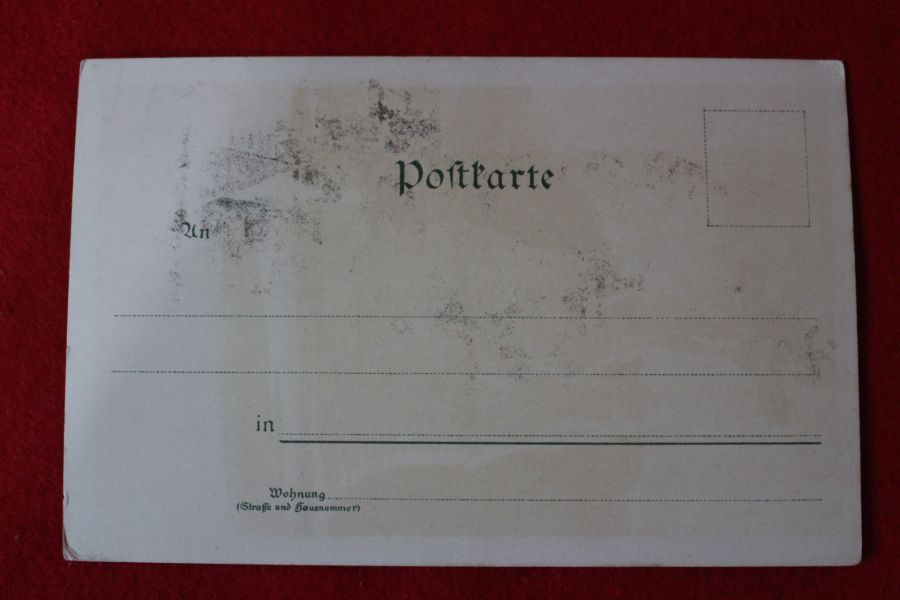 Poſtkarte
An
in
Wohnung
(Straſſe und Hausnummer)